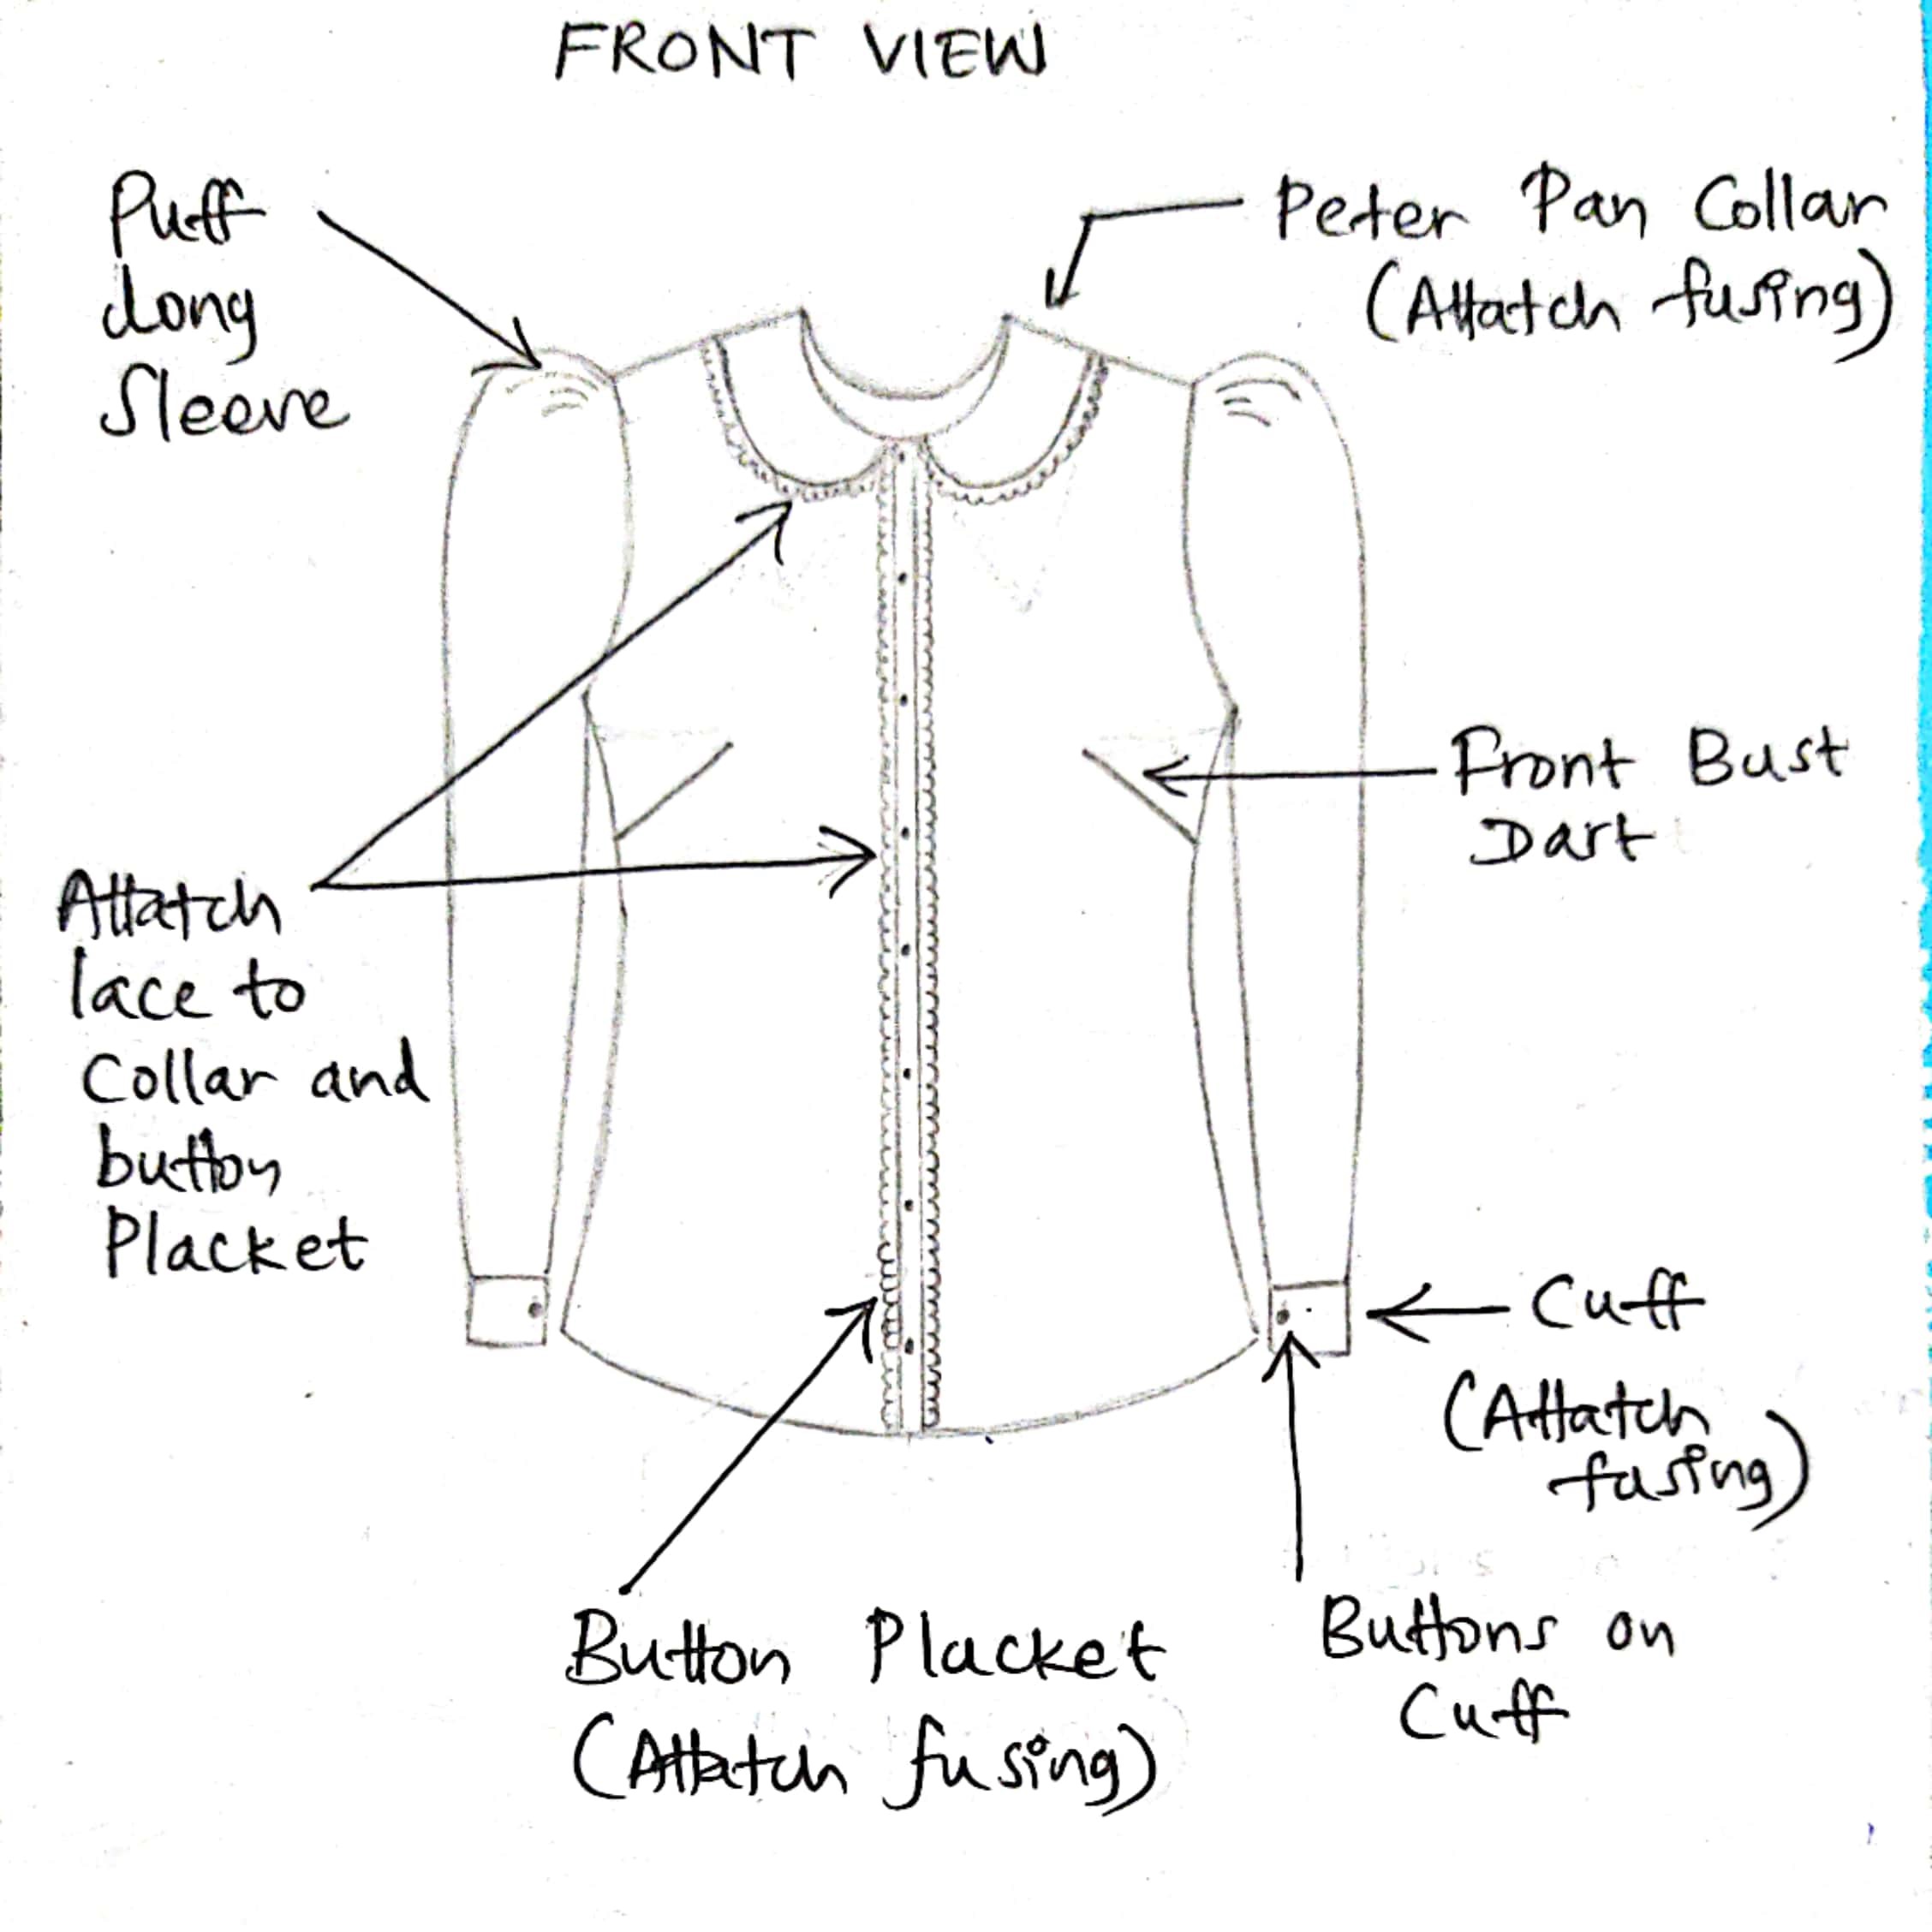 FRONT VIEW
Puff
Long
Sleeve
Peter Pan Collar
(Attatch fusing)
Front Bust
Dart
Attatch
lace to
Collar and
button
Placket
Cuff
(Attatch
fusing)
Button Placket
(Attatch fusing)
Buttons on
Cuff